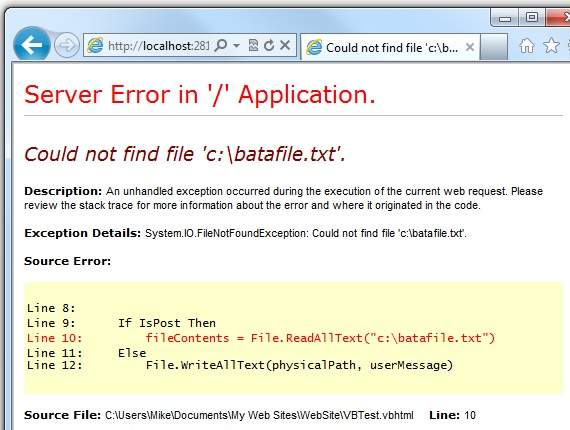 http://localhost:281
Could not find file 'c:\b...
Server Error in '/' Application.
Could not find file 'c:\batafile.txt'.
Description: An unhandled exception occurred during the execution of the current web request. Please
review the stack trace for more information about the error and where it originated in the code.
Exception Details: System.IO.FileNotFoundException: Could not find file 'c:\batafile.txt'.
Source Error:
Line 8:
Line 9:     If IsPost Then
Line 10:         fileContents = File.ReadAllText("c:\batafile.txt")
Line 11:     Else
Line 12:         File.WriteAllText(physicalPath, userMessage)
Source File: C:\Users\Mike\Documents\My Web Sites\WebSite\VBTest.vbhtml    Line: 10